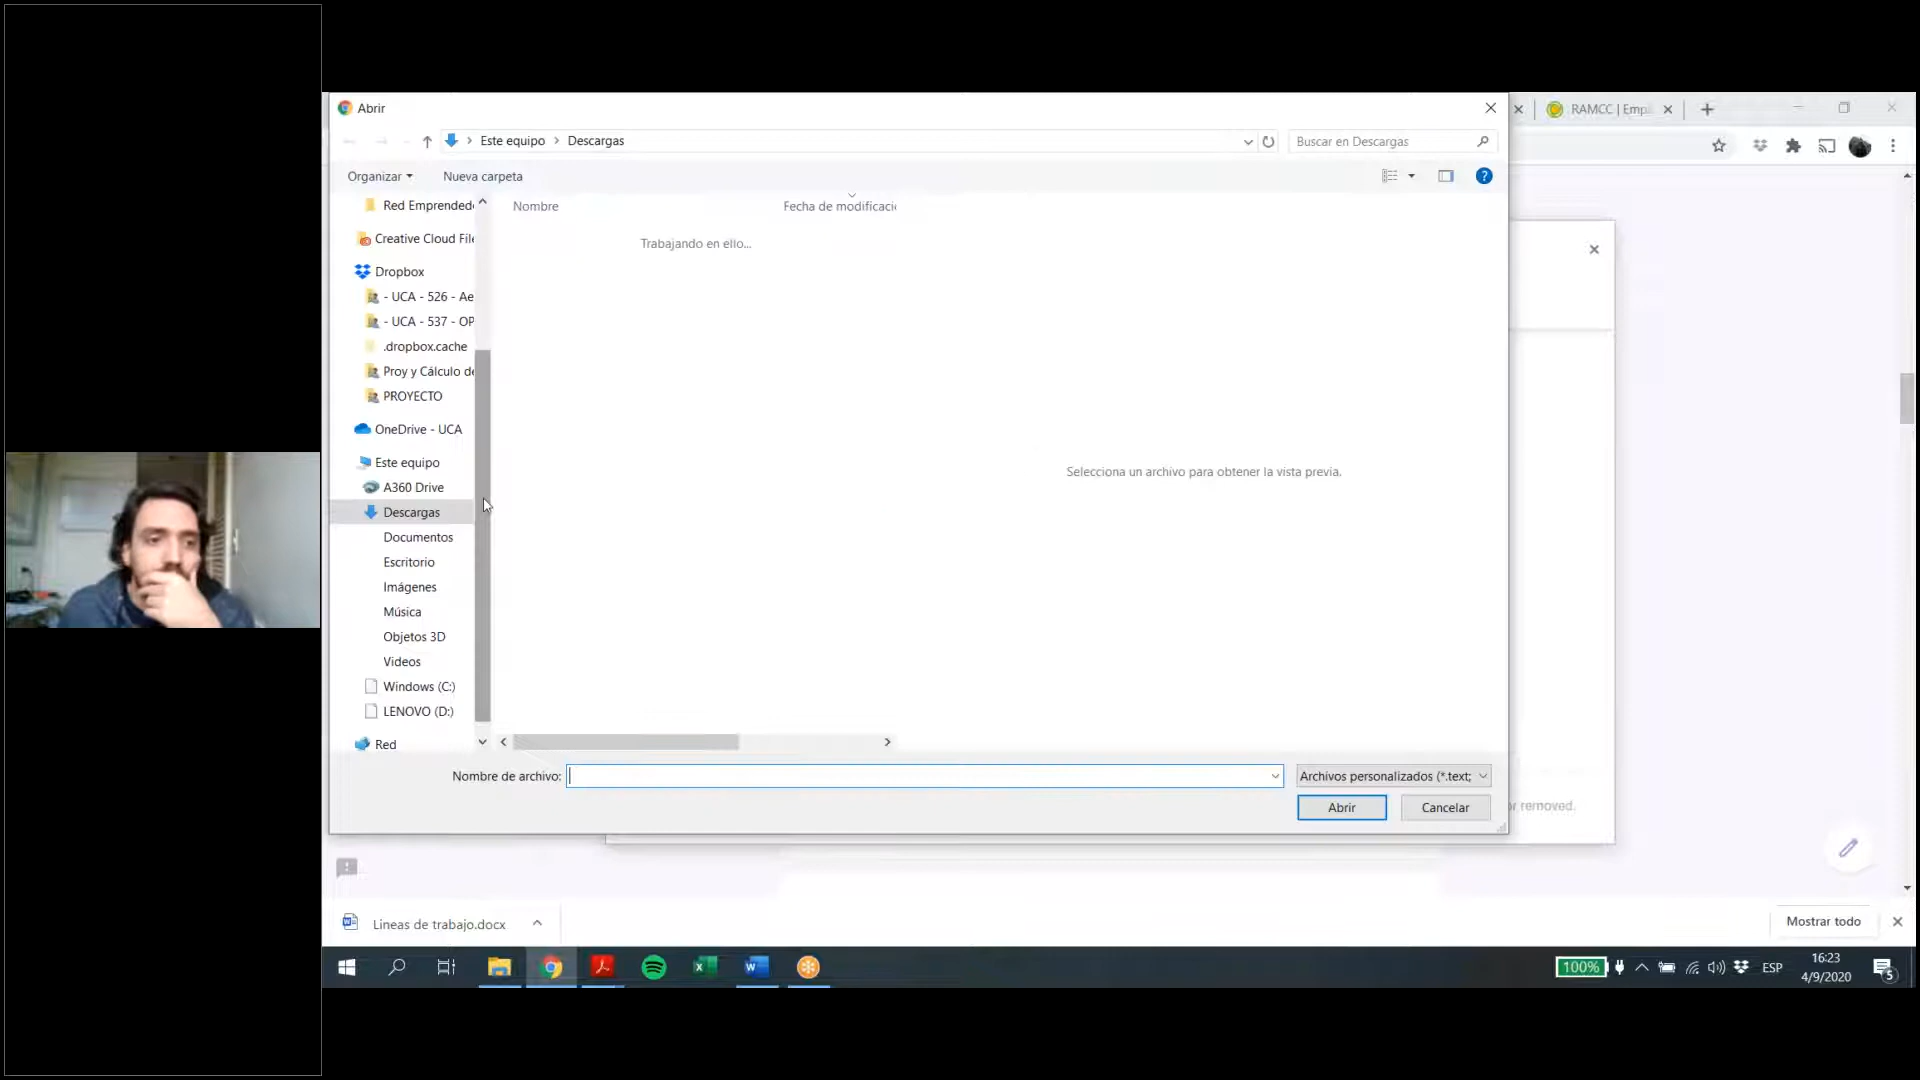 Abrir
RAMCC | Emp
Este equipo > Descargas
Buscar en Descargas
Organizar
Nueva carpeta
Nombre
Fecha de modificaci
Trabajando en ello...
Red Emprended
Creative Cloud File
Dropbox
- UCA - 526 - Ae
- UCA - 537 - OP
.dropbox.cache
Proy y Cálculo de
PROYECTO
OneDrive - UCA
Este equipo
A360 Drive
Descargas
Documentos
Escritorio
Imágenes
Música
Objetos 3D
Videos
Windows (C:)
LENOVO (D:)
Red
Selecciona un archivo para obtener la vista previa.
Nombre de archivo:
Archivos personalizados (*.text;
Abrir
Cancelar
or removed.
Lineas de trabajo.docx
Mostrar todo
100%
ESP
16:23
4/9/2020
5